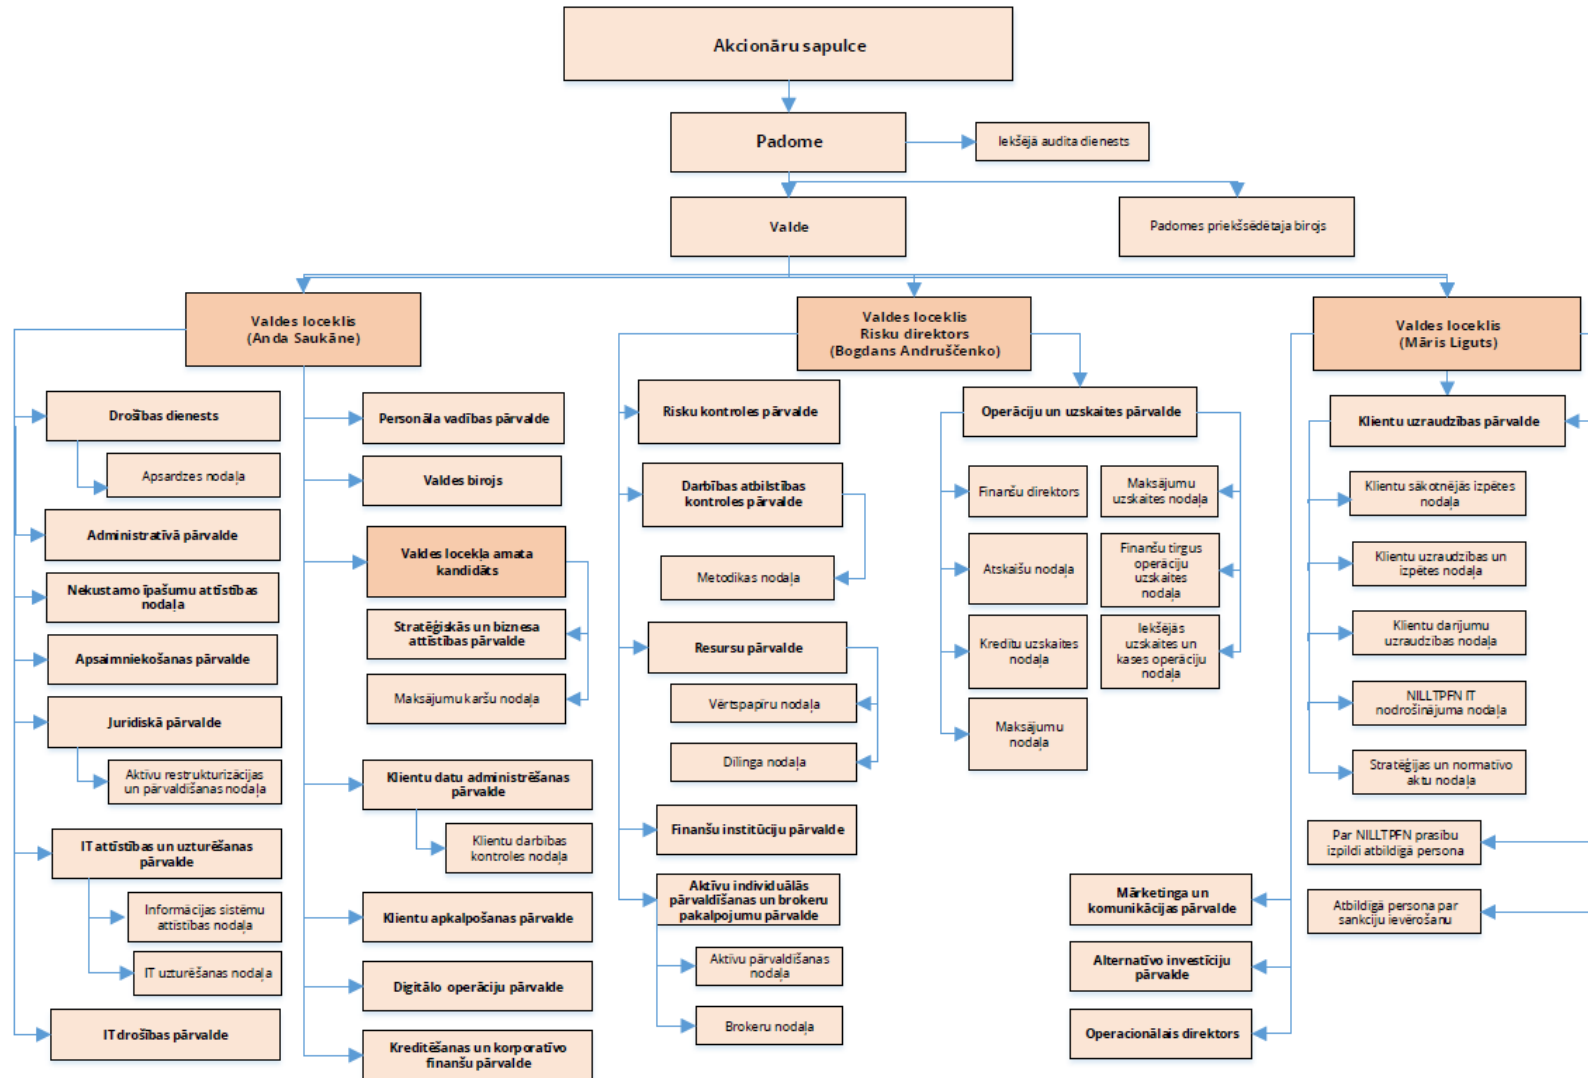 Akcionāru sapulce
Padome
Iekšējā audita dienests
Valde
Padomes priekšsēdētaja birojs
Valdes loceklis
(Anda Saukāne)
Valdes loceklis
Risku direktors
(Bogdans Andruščenko)
Valdes loceklis
(Māris Liguts)
Drošības dienests
Apsardzes nodaļa
Administratīvā pārvalde
Nekustamo īpašumu attīstības
nodaļa
Apsaimniekošanas pārvalde
Juridiskā pārvalde
Aktīvu restrukturizācijas
un pārvaldīšanas nodaļa
IT attīstības un uzturēšanas
pārvalde
Informācijas sistēmu
attīstības nodaļa
IT uzturēšanas nodaļa
IT drošības pārvalde
Personāla vadības pārvalde
Valdes birojs
Valdes locekļa amata
kandidāts
Stratēģiskās un biznesa
attīstības pārvalde
Maksājumu karšu nodaļa
Klientu datu administrēšanas
pārvalde
Klientu darbības
kontroles nodaļa
Klientu apkalpošanas pārvalde
Digitālo operāciju pārvalde
Kreditēšanas un korporatīvo
finanšu pārvalde
Risku kontroles pārvalde
Darbības atbilstības
kontroles pārvalde
Metodikas nodaļa
Resursu pārvalde
Vērtspapīru nodaļa
Dīlinga nodaļa
Finanšu institūciju pārvalde
Aktīvu individuālās
pārvaldīšanas un brokeru
pakalpojumu pārvalde
Aktīvu pārvaldīšanas
nodaļa
Brokeru nodaļa
Operāciju un uzskaites pārvalde
Finanšu direktors
Atskaišu nodaļa
Kredītu uzskaites
nodaļa
Maksājumu
nodaļa
Maksājumu
uzskaites nodaļa
Finanšu tirgus
operāciju
uzskaites
nodaļa
Iekšējās
uzskaites un
kases operāciju
nodaļa
Klientu uzraudzības pārvalde
Klientu sākotnējās izpētes
nodaļa
Klientu uzraudzības un
izpētes nodaļa
Klientu darījumu
uzraudzības nodaļa
NILLTPFN IT
nodrošinājuma nodaļa
Stratēģijas un normatīvo
aktu nodaļa
Par NILLTPFN prasību
izpildi atbildīgā persona
Atbildīgā persona par
sankciju ievērošanu
Mārketinga un
komunikācijas pārvalde
Alternatīvo investīciju
pārvalde
Operacionālais direktors